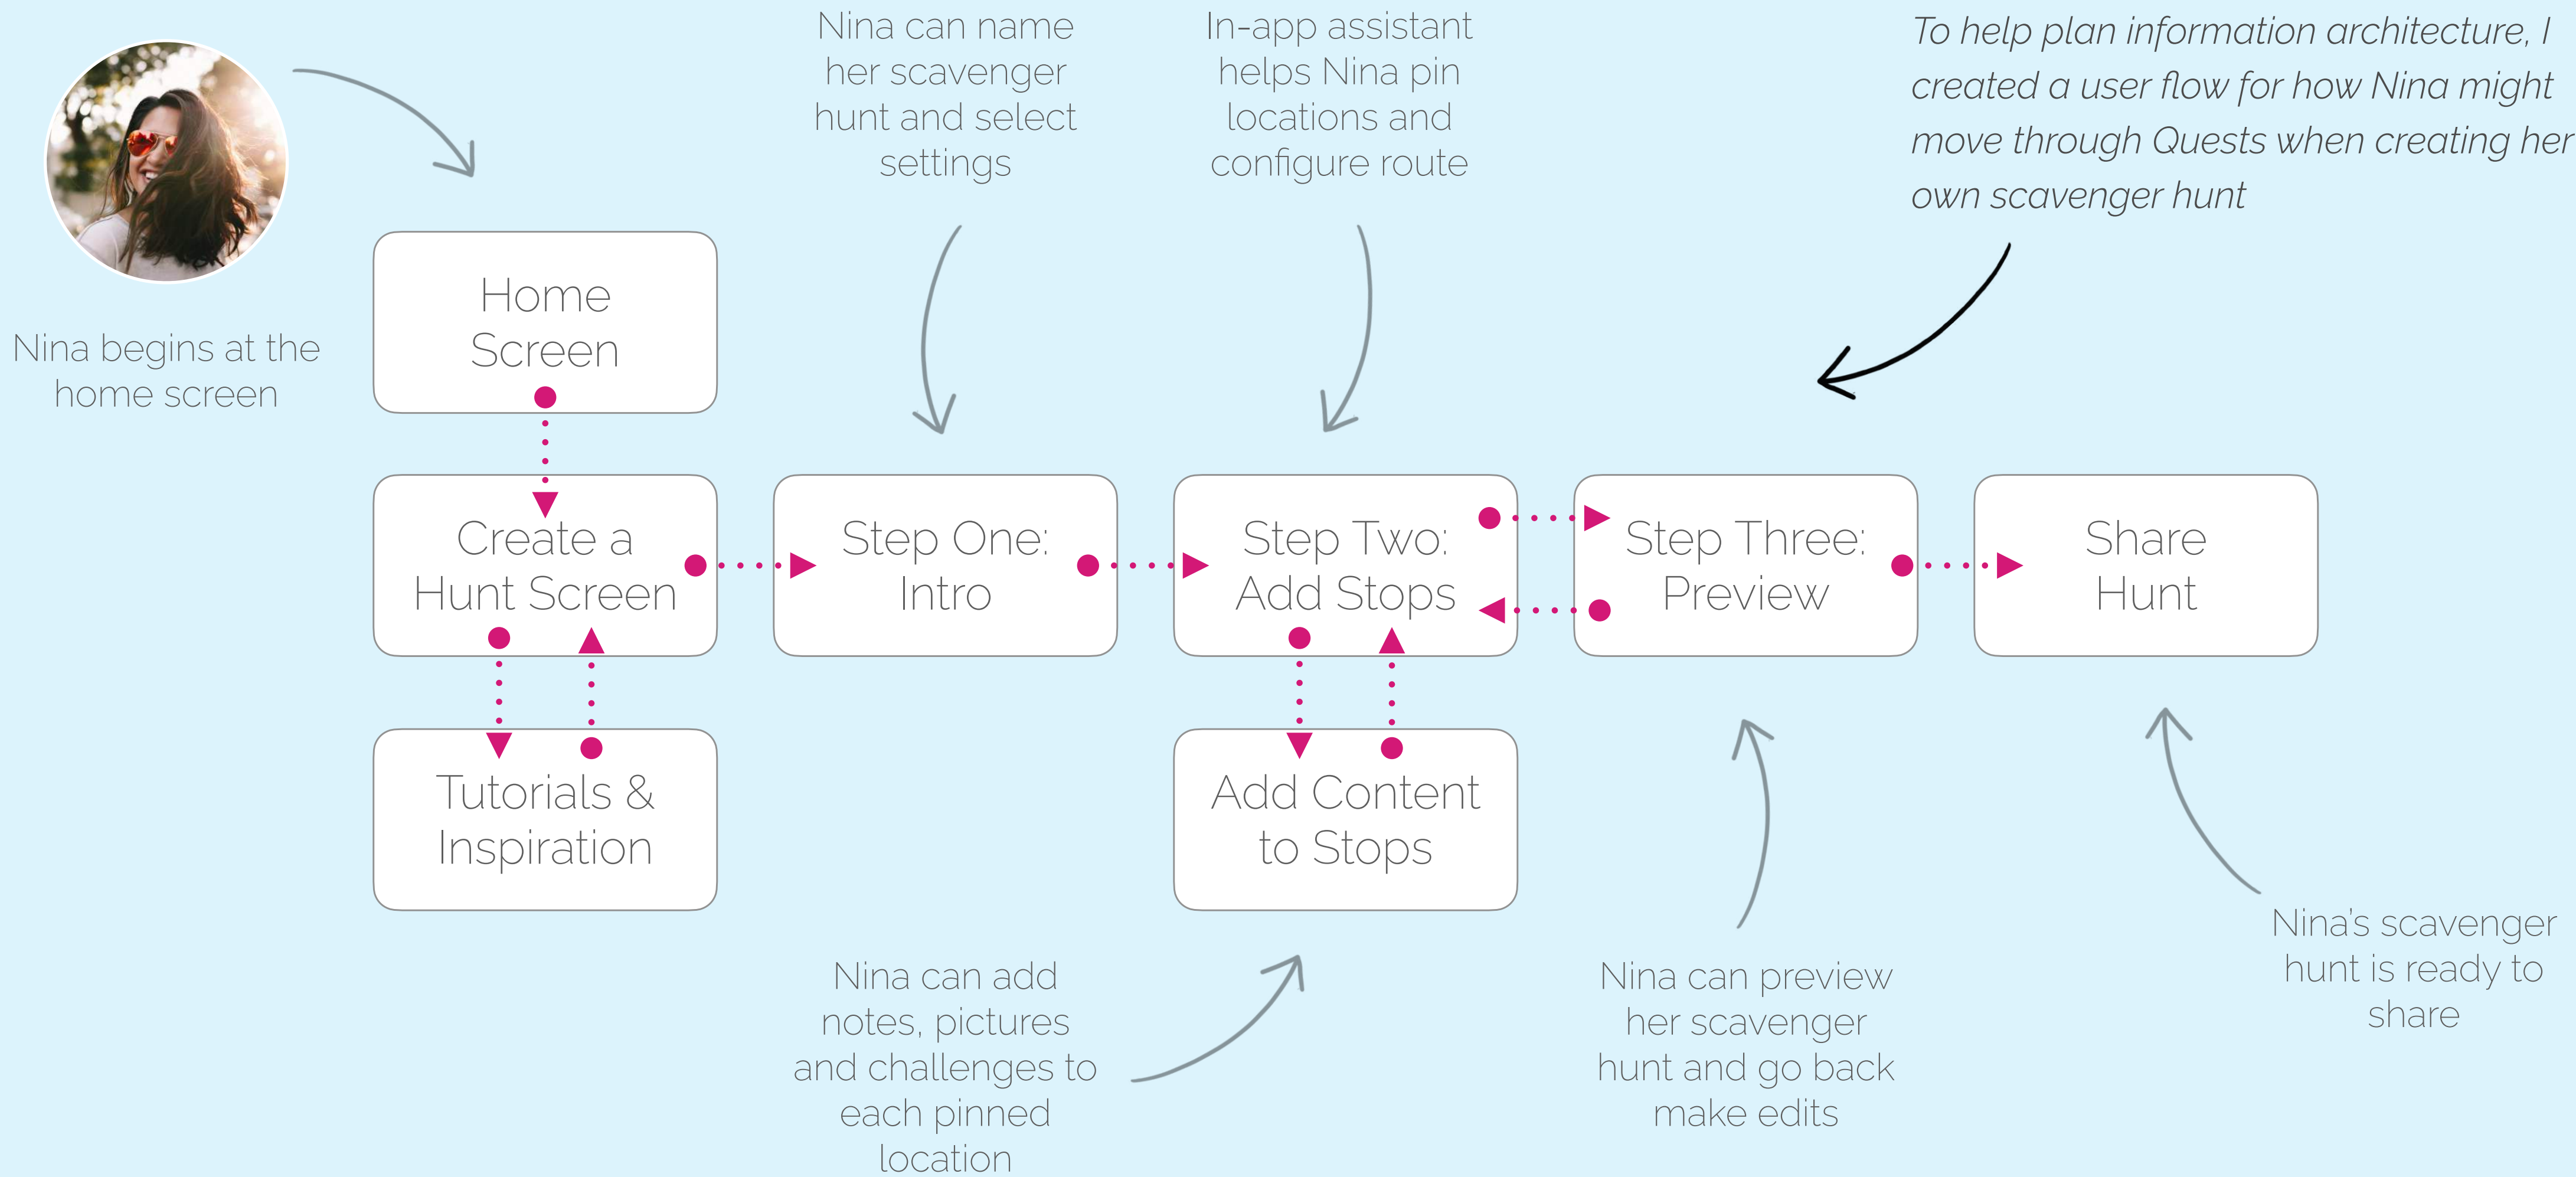 Nina can name
her scavenger
hunt and select
settings
In-app assistant
helps Nina pin
locations and
configure route
To help plan information architecture, I
created a user flow for how Nina might
move through Quests when creating her
own scavenger hunt
Nina begins at the
home screen
Home
Screen
Create a
Hunt Screen
Step One:
Intro
Step Two:
Add Stops
Step Three:
Preview
Share
Hunt
Tutorials &
Inspiration
Add Content
to Stops
Nina can add
notes, pictures
and challenges to
each pinned
location
Nina can preview
her scavenger
hunt and go back
make edits
Nina's scavenger
hunt is ready to
share